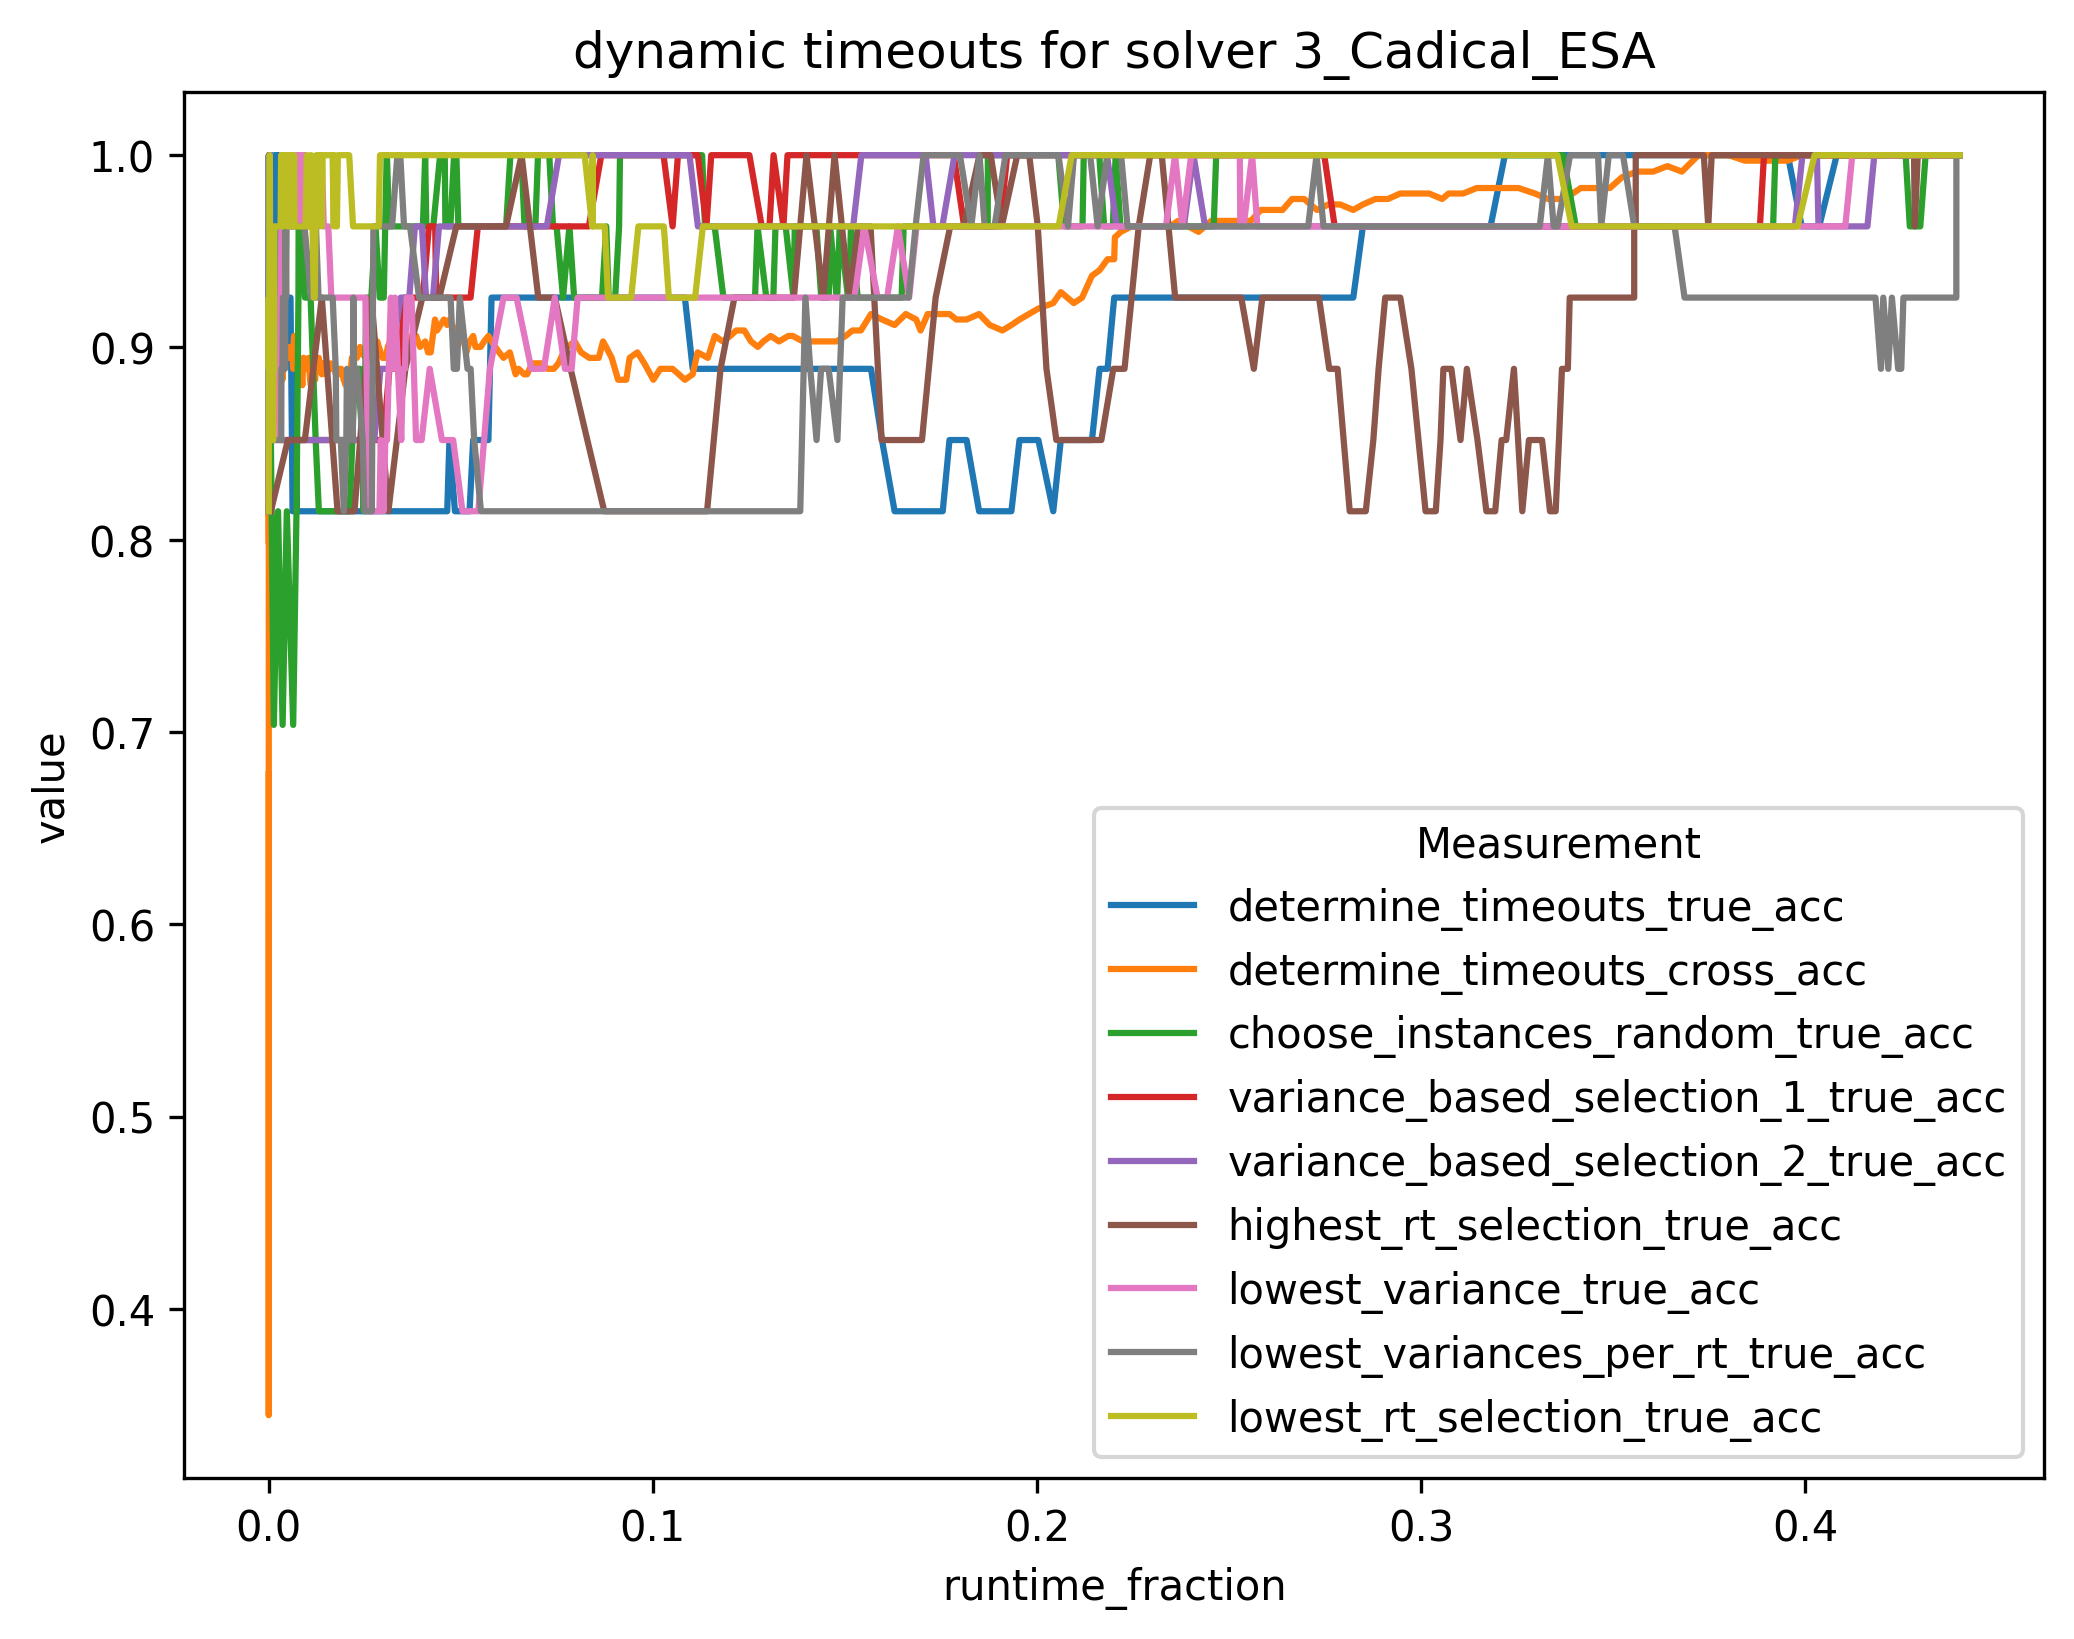 dynamic timeouts for solver 3_Cadical_ESA
1.0
0.9
0.8
0.7
0.6
0.5
0.4
value
0.0
0.1
0.2
0.3
0.4
runtime_fraction
Measurement
determine_timeouts_true_acc
determine_timeouts_cross_acc
choose_instances_random_true_acc
variance_based_selection_1_true_acc
variance_based_selection_2_true_acc
highest_rt_selection_true_acc
lowest_variance_true_acc
lowest_variances_per_rt_true_acc
lowest_rt_selection_true_acc